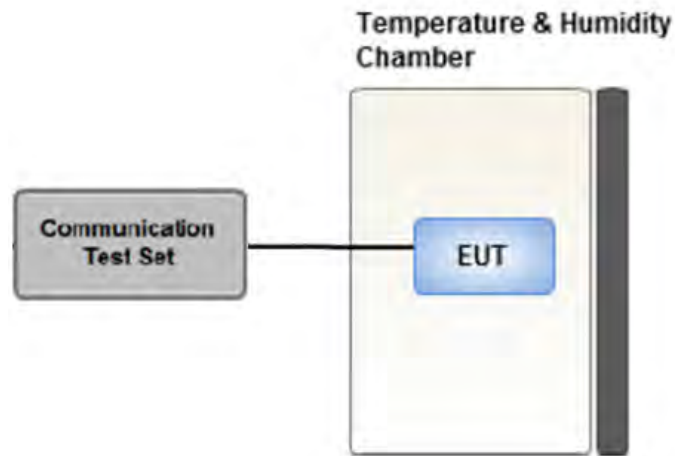 Temperature & Humidity
Chamber
Communication
Test Set
EUT